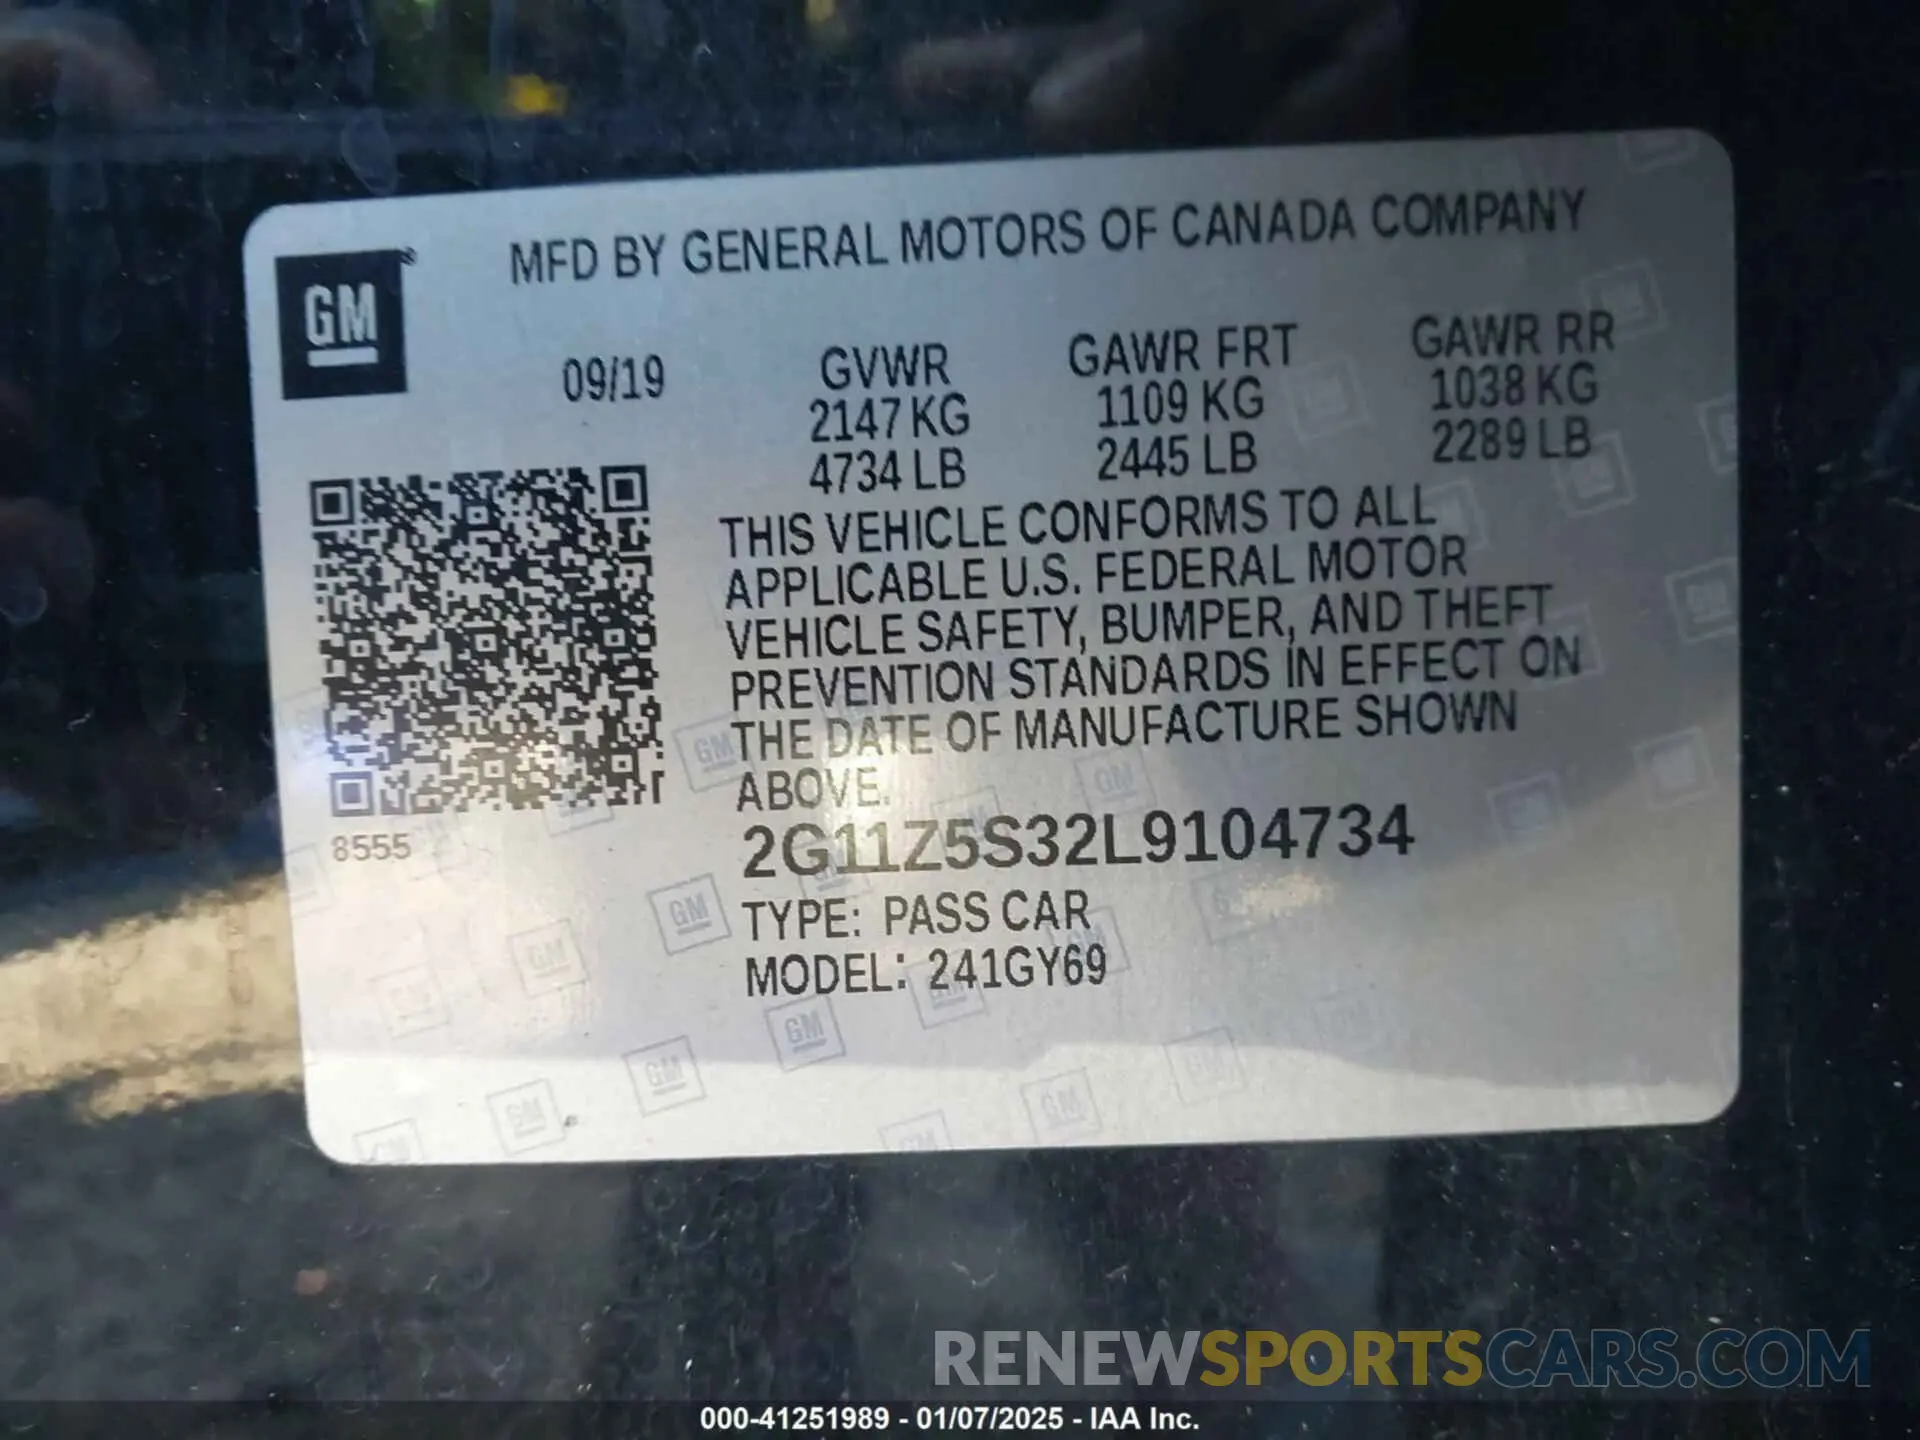 MFD BY GENERAL MOTORS OF CANADA COMPANY
GM®
09/19
GVWR
2147 KG
4734 LB
GAWR FRT
1109 KG
2445 LB
GAWR RR
1038 KG
2289 LB
THIS VEHICLE CONFORMS TO ALL
APPLICABLE U.S. FEDERAL MOTOR
VEHICLE SAFETY, BUMPER, AND THEFT
PREVENTION STANDARDS IN EFFECT ON
THE DATE OF MANUFACTURE SHOWN
ABOVE.
8555
2G11Z5S32L9104734
TYPE: PASS CAR
MODEL: 241GY69
RENEWSPORTSCARS.COM
000-41251989 - 01/07/2025 - IAA Inc.